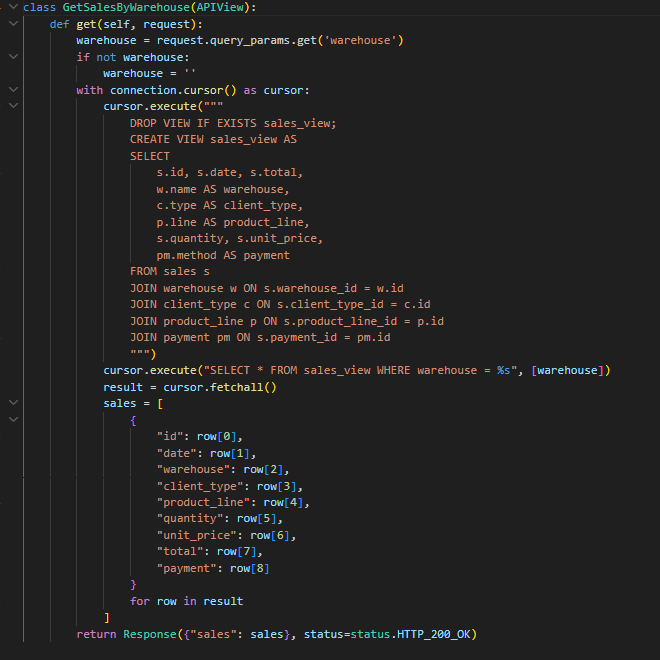 class GetSalesByWarehouse(APIView):
    def get(self, request):
        warehouse = request.query_params.get('warehouse')
        if not warehouse:
            warehouse = ''
        with connection.cursor() as cursor:
            cursor.execute("""
                DROP VIEW IF EXISTS sales_view;
                CREATE VIEW sales_view AS
                SELECT
                    s.id, s.date, s.total,
                    w.name AS warehouse,
                    c.type AS client_type,
                    p.line AS product_line,
                    s.quantity, s.unit_price,
                    pm.method AS payment
                FROM sales s
                JOIN warehouse w ON s.warehouse_id = w.id
                JOIN client_type c ON s.client_type_id = c.id
                JOIN product_line p ON s.product_line_id = p.id
                JOIN payment pm ON s.payment_id = pm.id
                """)
            cursor.execute("SELECT * FROM sales_view WHERE warehouse = %s", [warehouse])
            result = cursor.fetchall()
            sales = [
                {
                    "id": row[0],
                    "date": row[1],
                    "warehouse": row[2],
                    "client_type": row[3],
                    "product_line": row[4],
                    "quantity": row[5],
                    "unit_price": row[6],
                    "total": row[7],
                    "payment": row[8]
                }
                for row in result
            ]
        return Response({"sales": sales}, status=status.HTTP_200_OK)